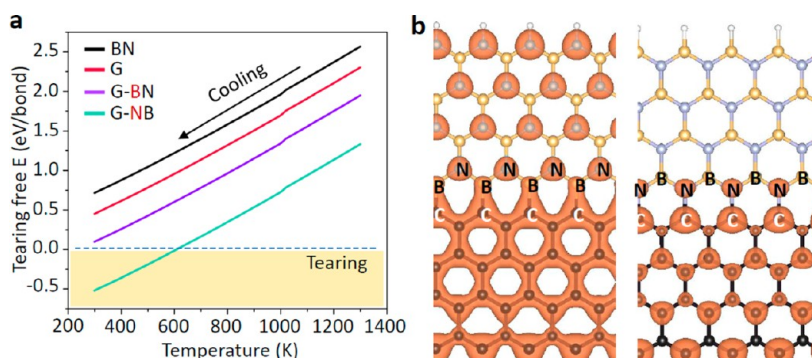 a
2.5
2.0
1.5
1.0
0.5
0.0
-0.5
Tearing free E (eV/bond)
BN
G
G-BN
G-NB
Cooling
Tearing
200 400 600 800 1000 1200 1400
Temperature (K)
b
N N N N
B B B B
C C C C
B B B B
N N N N
C C C C